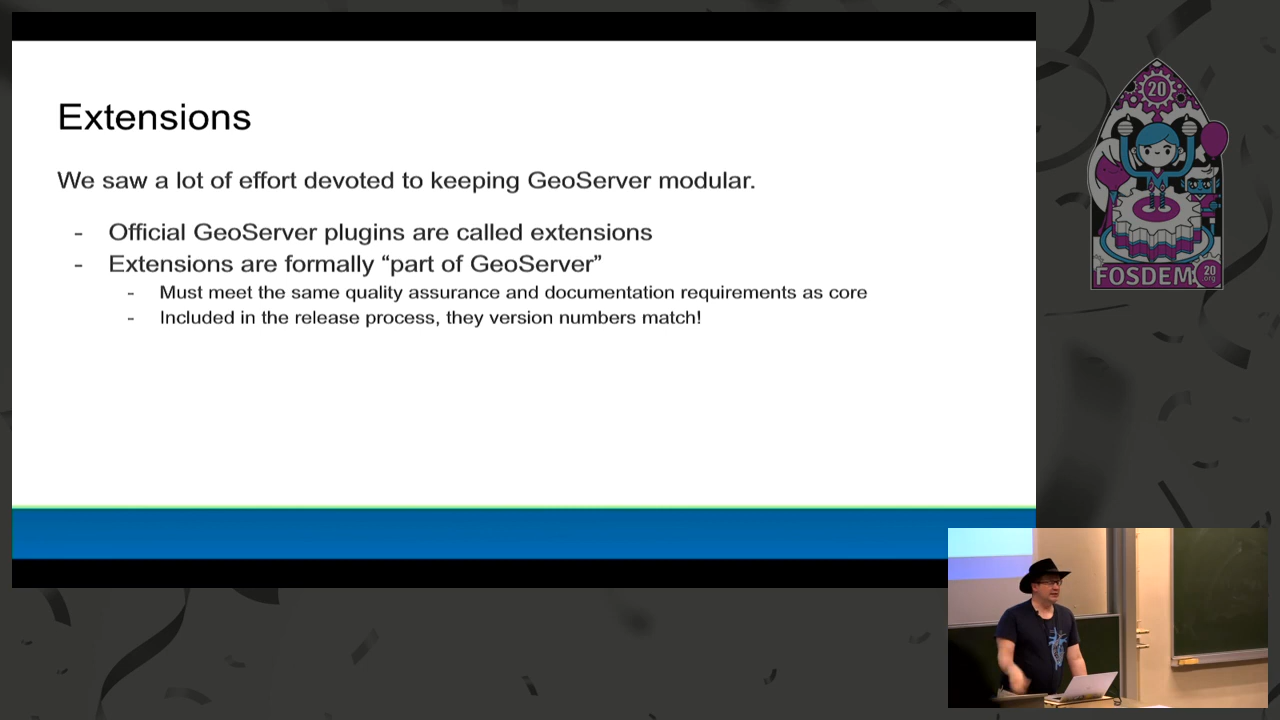 Extensions
We saw a lot of effort devoted to keeping GeoServer modular.
- Official GeoServer plugins are called extensions
- Extensions are formally “part of GeoServer”
- Must meet the same quality assurance and documentation requirements as core
- Included in the release process, they version numbers match!
20
FOSDEM
20
org